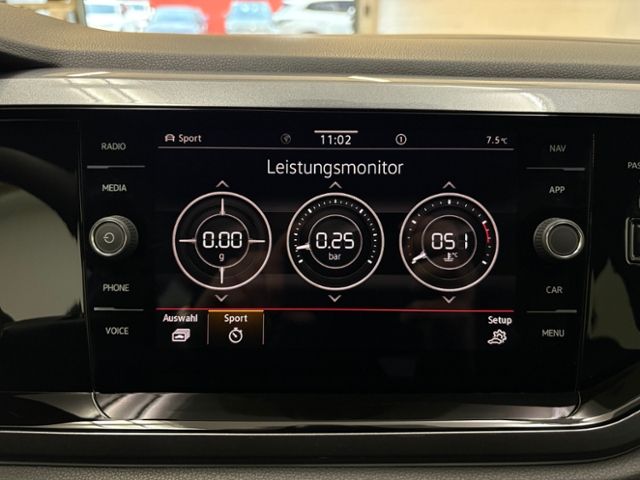 RADIO
MEDIA
PHONE
VOICE
Sport
11:02
7.5°C
Leistungsmonitor
0.00
g
0.25
bar
051
°C
Auswahl
Sport
Setup
NAV
APP
CAR
MENU
PAS